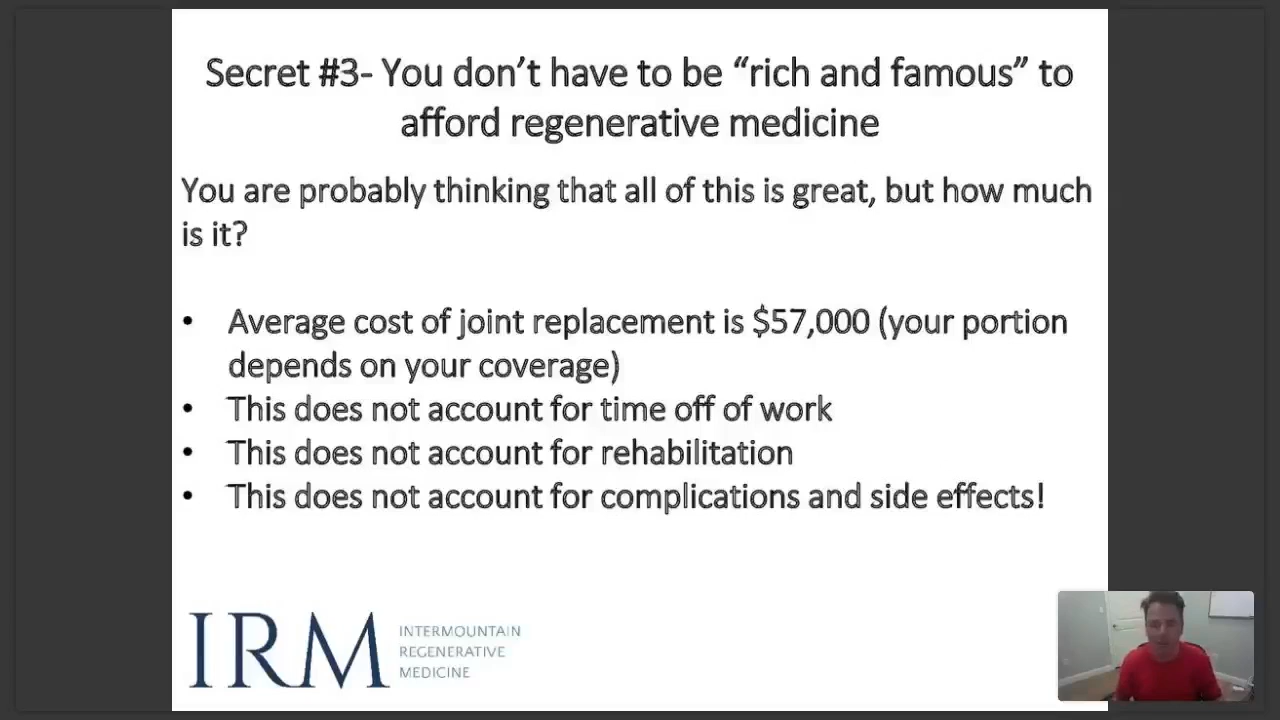 Secret #3- You don’t have to be “rich and famous” to
afford regenerative medicine
You are probably thinking that all of this is great, but how much
is it?
• Average cost of joint replacement is $57,000 (your portion
depends on your coverage)
• This does not account for time off of work
• This does not account for rehabilitation
• This does not account for complications and side effects!
IRM
INTERMOUNTAIN
REGENERATIVE
MEDICINE